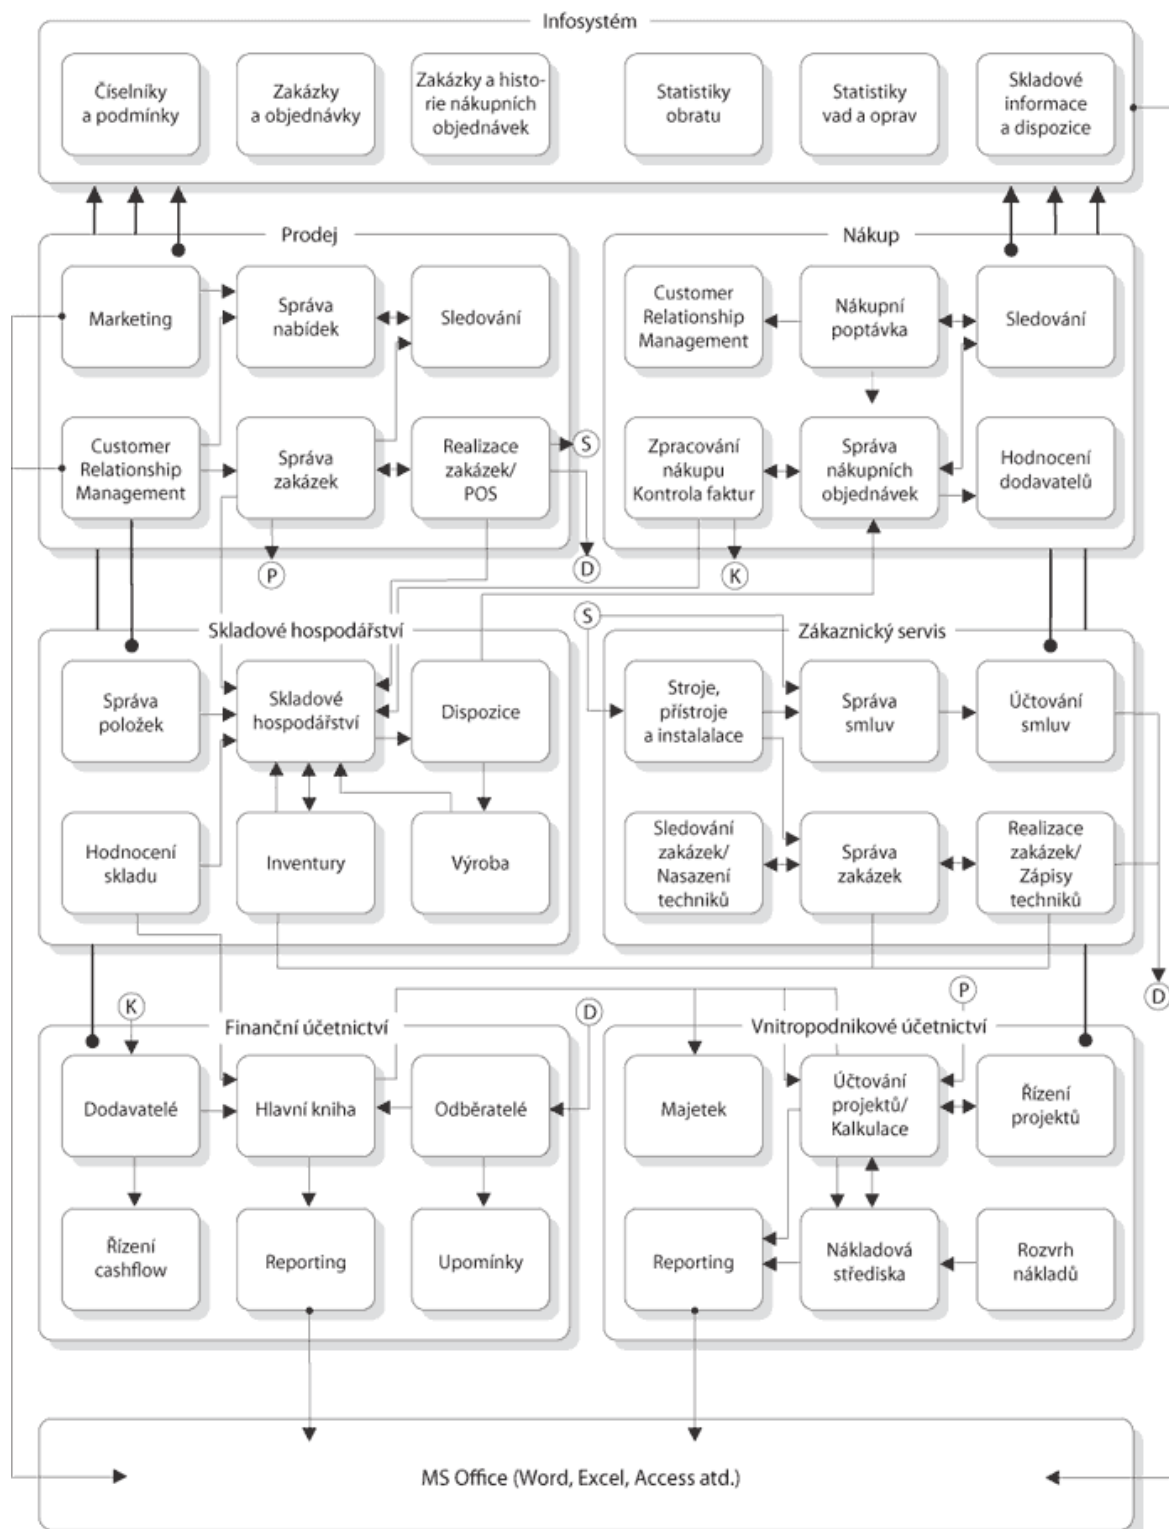 Infosystém
Číselníky
a podmínky
Zakázky
a objednávky
Zakázky a histo-
rie nákupních
objednávek
Statistiky
obratu
Statistiky
vad a oprav
Skladové
informace
a dispozice
Prodej
Marketing
Správa
nabídek
Sledování
Customer
Relationship
Management
Správa
zakázek
Realizace
zakázek/
POS
S
P
D
Nákup
Customer
Relationship
Management
Nákupní
poptávka
Sledování
Zpracování
nákupu
Kontrola faktur
Správa
nákupních
objednávek
Hodnocení
dodavatelů
K
Skladové hospodářství
Správa
položek
Skladové
hospodářství
Dispozice
Hodnocení
skladu
Inventury
Výroba
S
Zákaznický servis
Stroje,
přístroje
a instalalace
Správa
smluv
Účtování
smluv
Sledování
zakázek/
Nasazení
techniků
Správa
zakázek
Realizace
zakázek/
Zápisy
techniků
D
K
D
Finanční účetnictví
Dodavatelé
Hlavní kniha
Odběratelé
Řízení
cashflow
Reporting
Upomínky
P
Vnitropodnikové účetnictví
Majetek
Účtování
projektů/
Kalkulace
Řízení
projektů
Reporting
Nákladová
střediska
Rozvrh
nákladů
MS Office (Word, Excel, Access atd.)